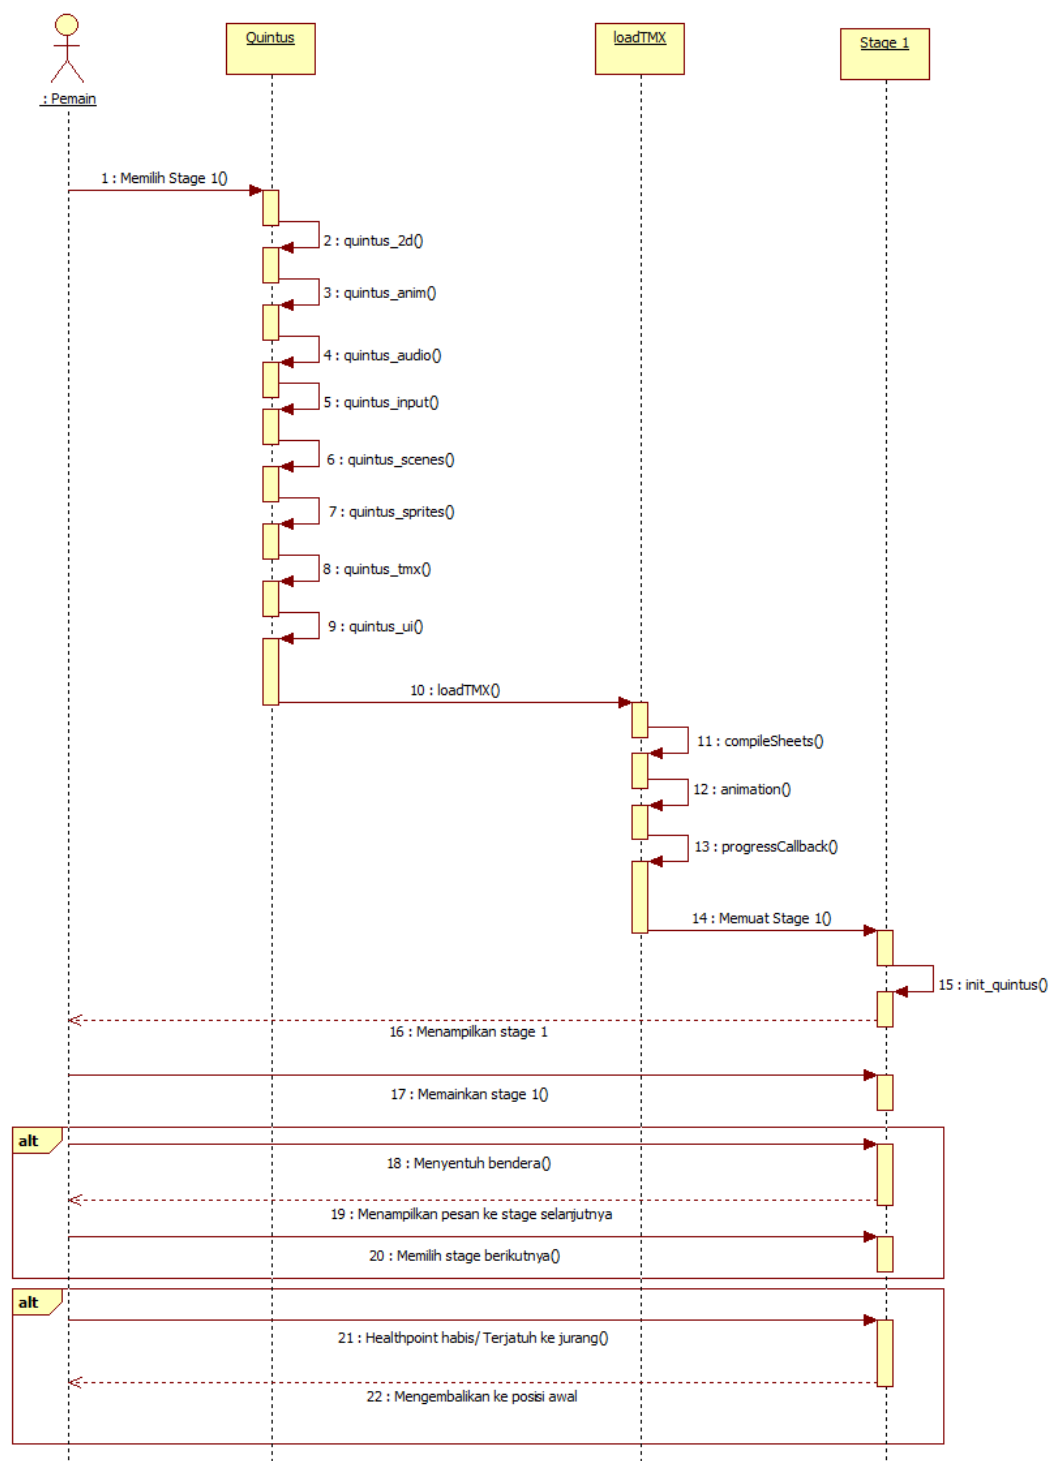 Quintus
loadTMX
Stage 1
: Pemain
1 : Memilih Stage 1()
2 : quintus_2d()
3 : quintus_anim()
4 : quintus_audio()
5 : quintus_input()
6 : quintus_scenes()
7 : quintus_sprites()
8 : quintus_tmx()
9 : quintus_ui()
10 : loadTMX()
11 : compileSheets()
12 : animation()
13 : progressCallback()
14 : Memuat Stage 1()
15 : init_quintus()
16 : Menampilkan stage 1
17 : Memainkan stage 1()
alt
18 : Menyentuh bendera()
19 : Menampilkan pesan ke stage selanjutnya
20 : Memilih stage berikutnya()
alt
21 : Healthpoint habis/ Terjatuh ke jurang()
22 : Mengembalikan ke posisi awal